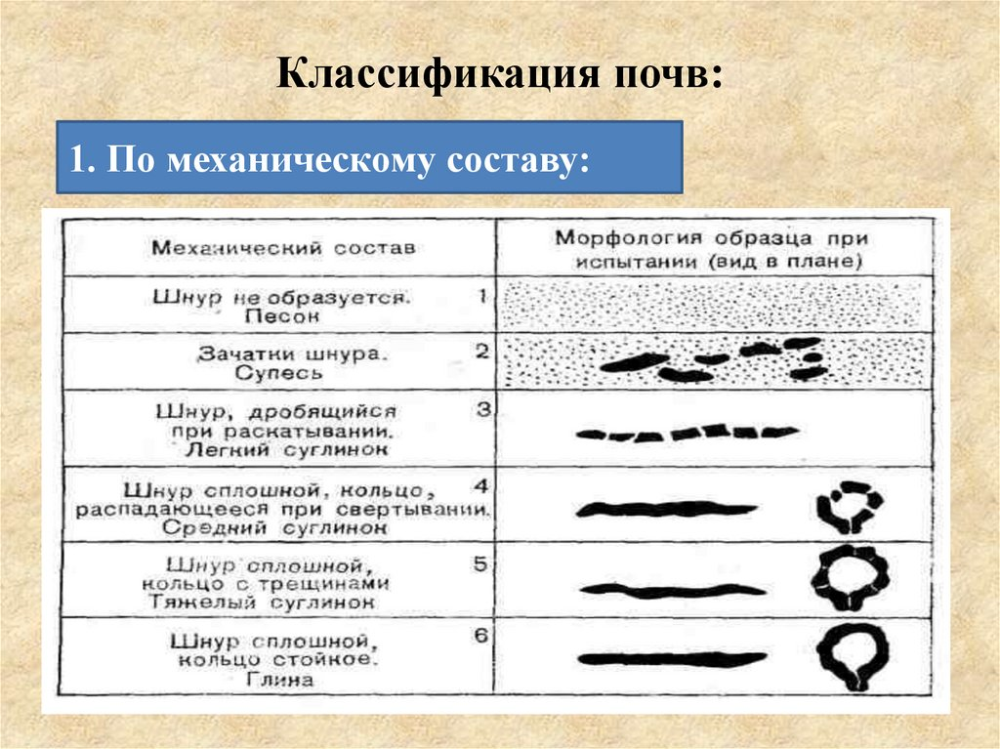 Классификация почв:
1. По механическому составу:
Механический состав
Морфология образца при
испытании (вид в плане)
Шнур не образуется. 1
Песок
Зачатки шнура. 2
Супесь
Шнур, дробящийся 3
при раскатывании.
Легкий суглинок
Шнур сплошной, кольцо, 4
распадающееся при свертывании.
Средний суглинок
Шнур сплошной, 5
кольцо с трещинами
Тяжелый суглинок
Шнур сплошной, 6
кольцо стойкое.
Глина